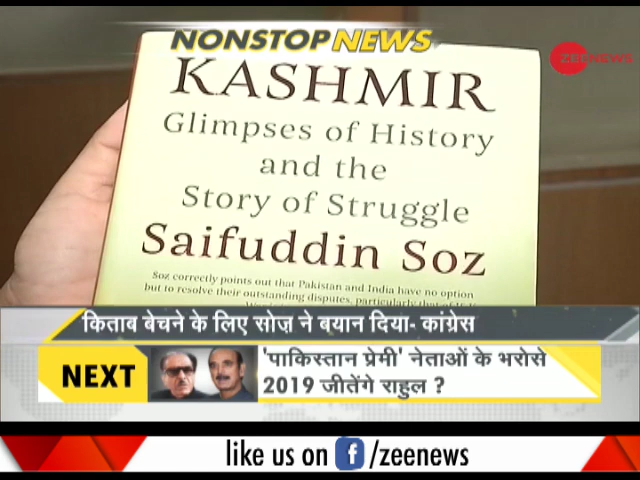 NONSTOP NEWS
ZEE NEWS
KASHMIR
Glimpses of History
and the
Story of Struggle
Saifuddin Soz
Soz correctly points out that Pakistan and India have no option
but to resolve their outstanding disputes, particularly that of
किताब बेचने के लिए सोज़ ने बयान दिया- कांग्रेस
NEXT
'पाकिस्तान प्रेमी' नेताओं के भरोसे
2019 जीतेंगे राहुल ?
like us on f /zeenews